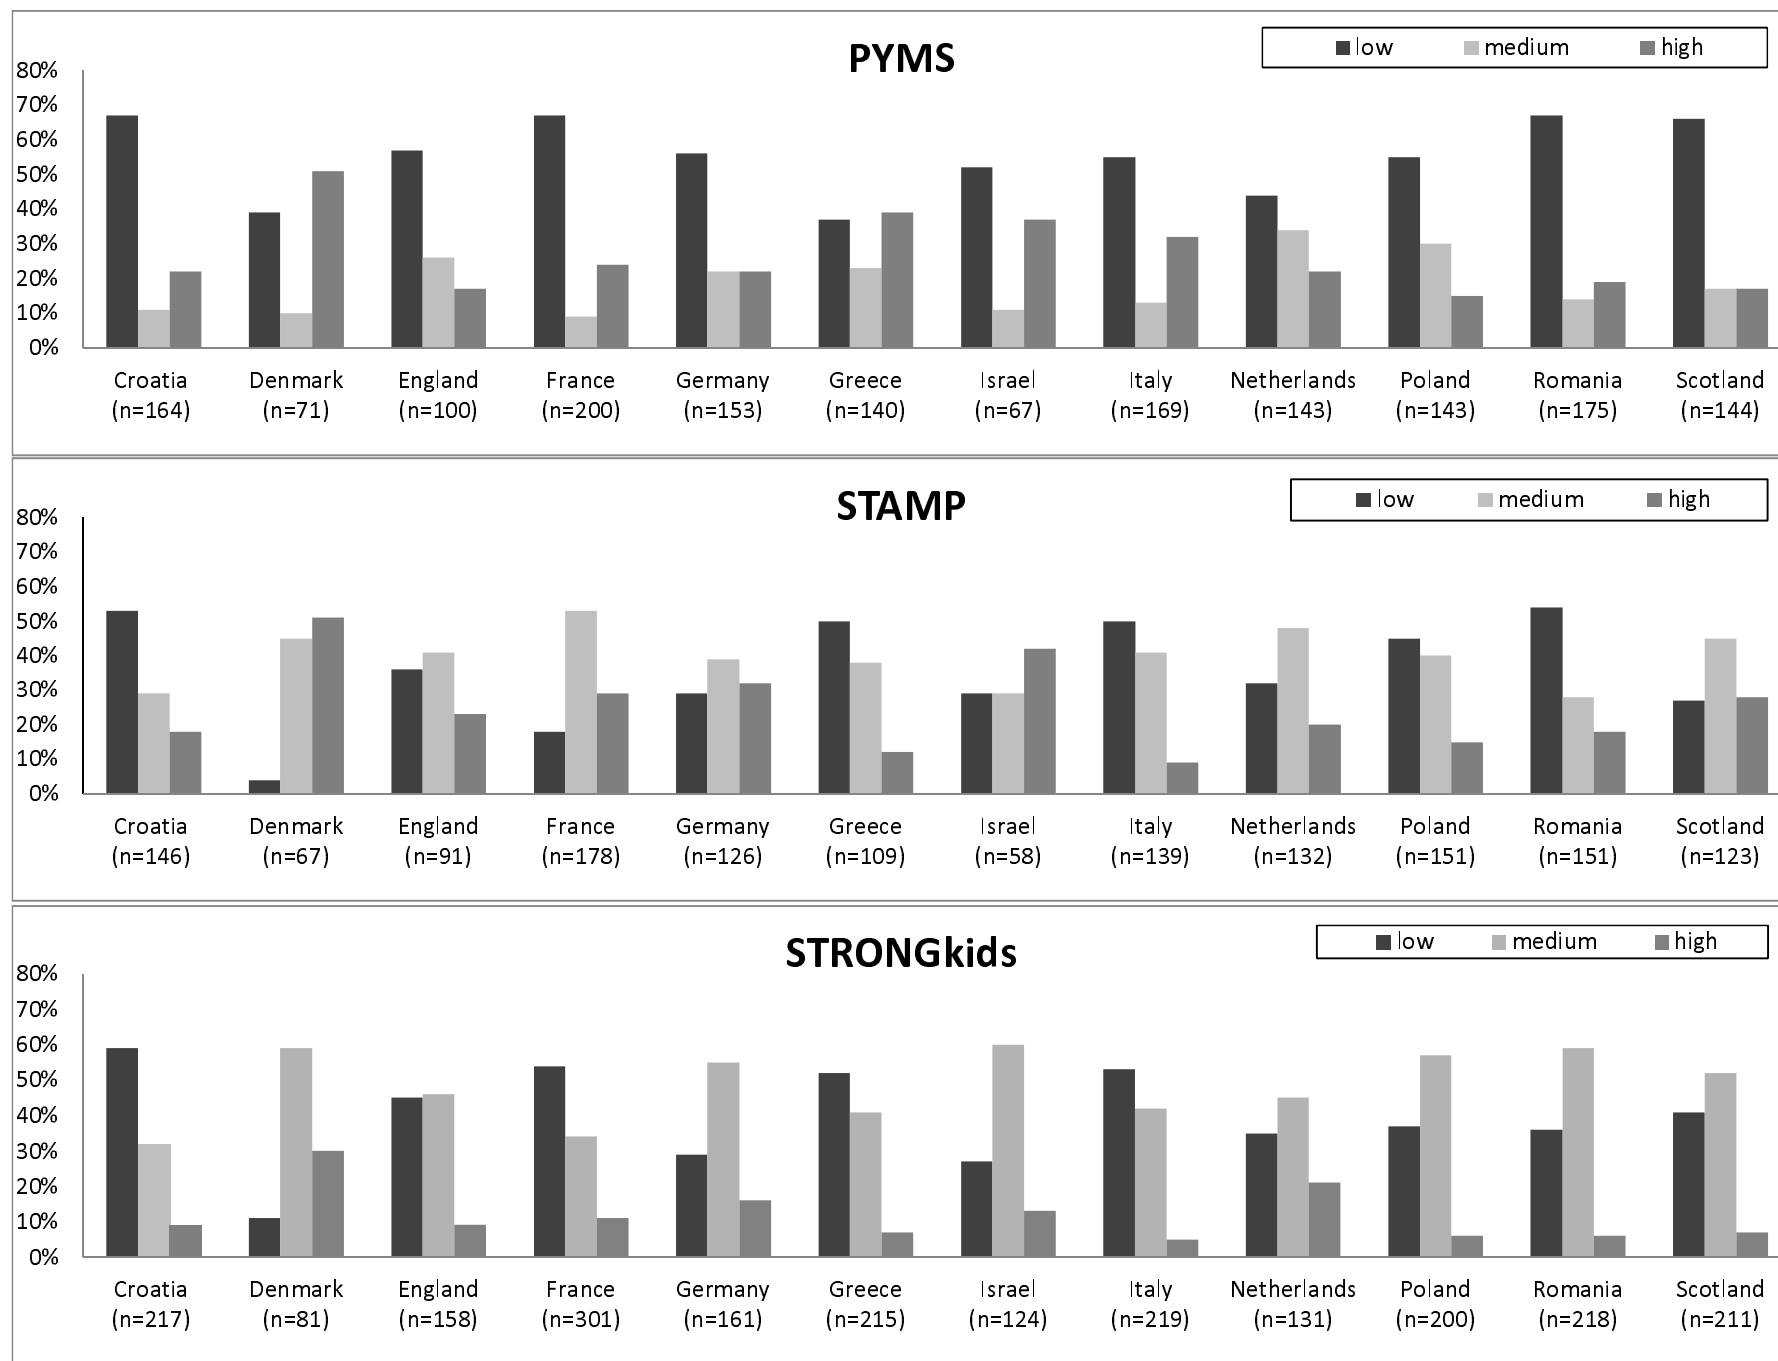 PYMS
low medium high
80%
70%
60%
50%
40%
30%
20%
10%
0%
Croatia Denmark England France Germany Greece Israel Italy Netherlands Poland Romania Scotland
(n=164) (n=71) (n=100) (n=200) (n=153) (n=140) (n=67) (n=169) (n=143) (n=143) (n=175) (n=144)
STAMP
low medium high
80%
70%
60%
50%
40%
30%
20%
10%
0%
Croatia Denmark England France Germany Greece Israel Italy Netherlands Poland Romania Scotland
(n=146) (n=67) (n=91) (n=178) (n=126) (n=109) (n=58) (n=139) (n=132) (n=151) (n=151) (n=123)
STRONGkids
low medium high
80%
70%
60%
50%
40%
30%
20%
10%
0%
Croatia Denmark England France Germany Greece Israel Italy Netherlands Poland Romania Scotland
(n=217) (n=81) (n=158) (n=301) (n=161) (n=215) (n=124) (n=219) (n=131) (n=200) (n=218) (n=211)